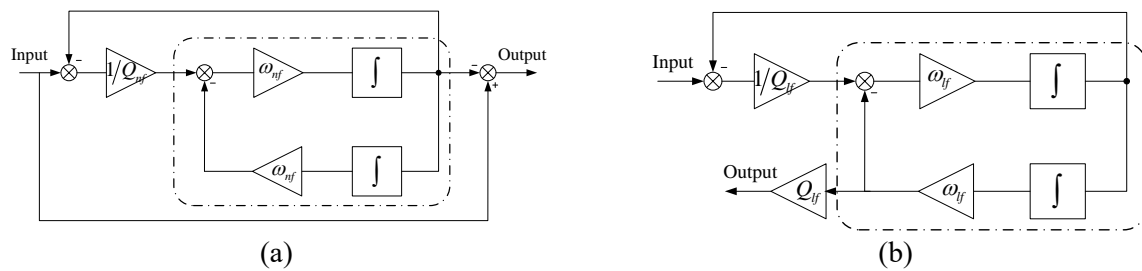 Input
−
1/Q_nf
−
ω_nf
∫
−
Output
+
ω_nf
∫
(a)
Input
−
1/Q_lf
−
ω_lf
∫
Output
Q_lf
ω_lf
∫
(b)